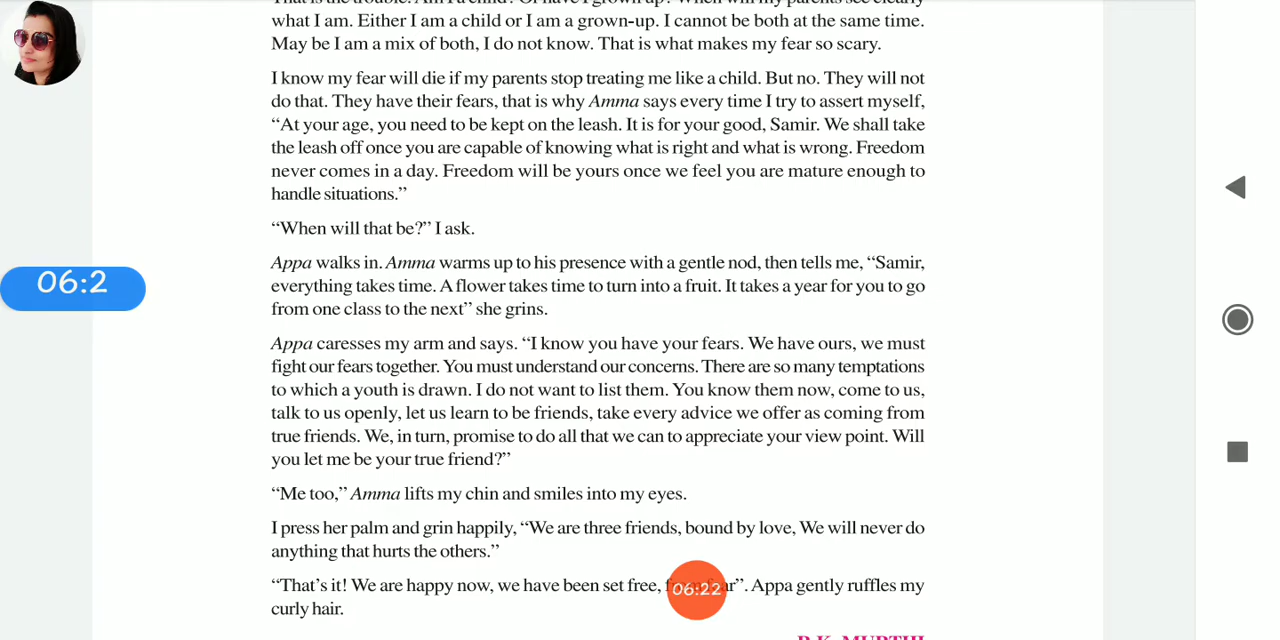 what I am. Either I am a child or I am a grown-up. I cannot be both at the same time.
May be I am a mix of both, I do not know. That is what makes my fear so scary.
I know my fear will die if my parents stop treating me like a child. But no. They will not
do that. They have their fears, that is why Amma says every time I try to assert myself,
“At your age, you need to be kept on the leash. It is for your good, Samir. We shall take
the leash off once you are capable of knowing what is right and what is wrong. Freedom
never comes in a day. Freedom will be yours once we feel you are mature enough to
handle situations.”
“When will that be?” I ask.
06:2
Appa walks in. Amma warms up to his presence with a gentle nod, then tells me, “Samir,
everything takes time. A flower takes time to turn into a fruit. It takes a year for you to go
from one class to the next” she grins.
Appa caresses my arm and says. “I know you have your fears. We have ours, we must
fight our fears together. You must understand our concerns. There are so many temptations
to which a youth is drawn. I do not want to list them. You know them now, come to us,
talk to us openly, let us learn to be friends, take every advice we offer as coming from
true friends. We, in turn, promise to do all that we can to appreciate your view point. Will
you let me be your true friend?”
“Me too,” Amma lifts my chin and smiles into my eyes.
I press her palm and grin happily, “We are three friends, bound by love, We will never do
anything that hurts the others.”
“That’s it! We are happy now, we have been set free, 06:22 Appa gently ruffles my
curly hair.